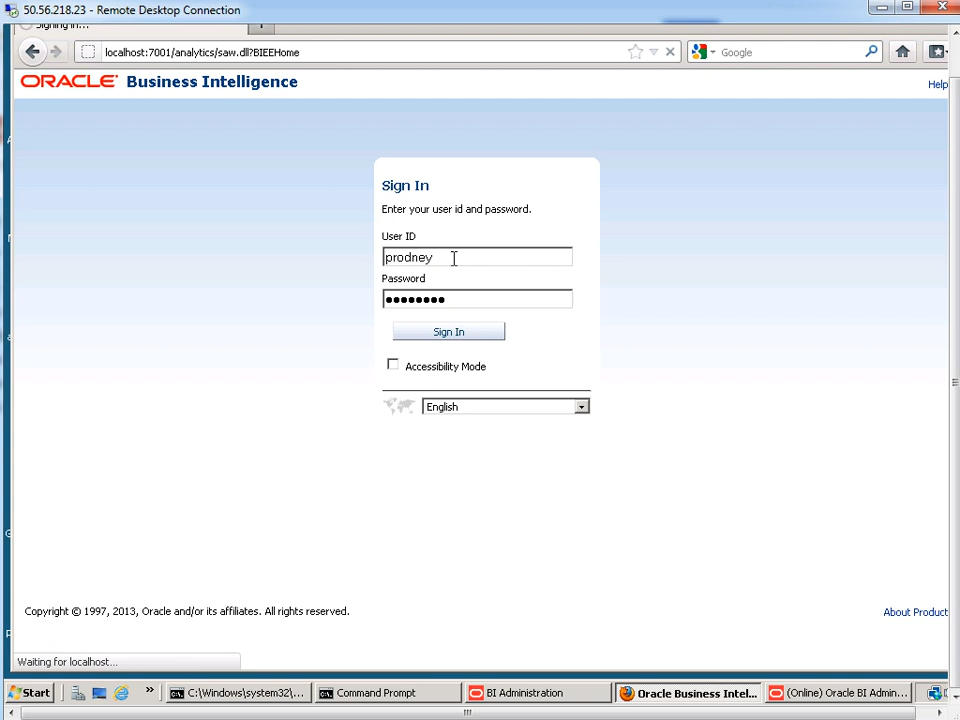 50.56.218.23 - Remote Desktop Connection
Signing in...
localhost:7001/analytics/saw.dll?BIEEHome
Google
ORACLE Business Intelligence
Help
Sign In
Enter your user id and password.
User ID
prodney
Password
Sign In
Accessibility Mode
English
Copyright © 1997, 2013, Oracle and/or its affiliates. All rights reserved.
About Product
Waiting for localhost...
Start
»
C:\Windows\system32\...
Command Prompt
BI Administration
Oracle Business Intel...
(Online) Oracle BI Admin...